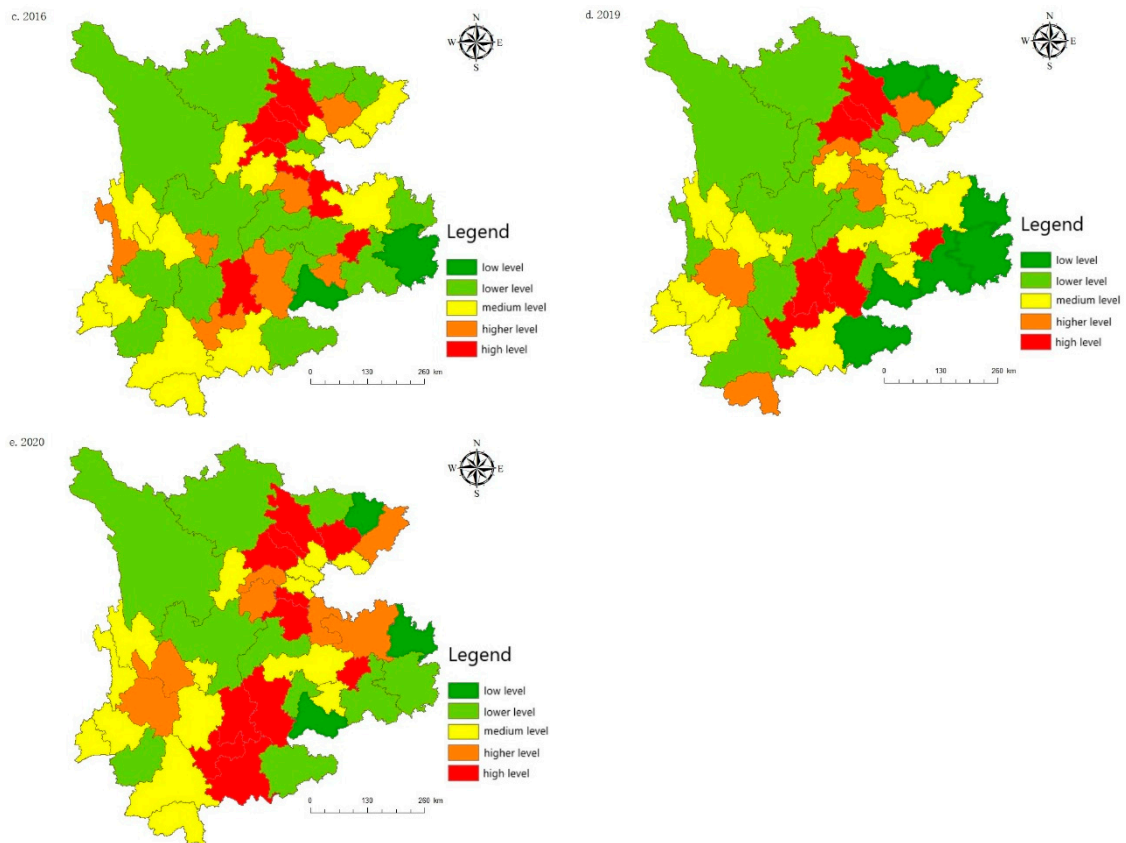 c. 2016
N
W E
S
Legend
low level
lower level
medium level
higher level
high level
0 130 260 km
d. 2019
N
W E
S
Legend
low level
lower level
medium level
higher level
high level
0 130 260 km
e. 2020
N
W E
S
Legend
low level
lower level
medium level
higher level
high level
0 130 260 km